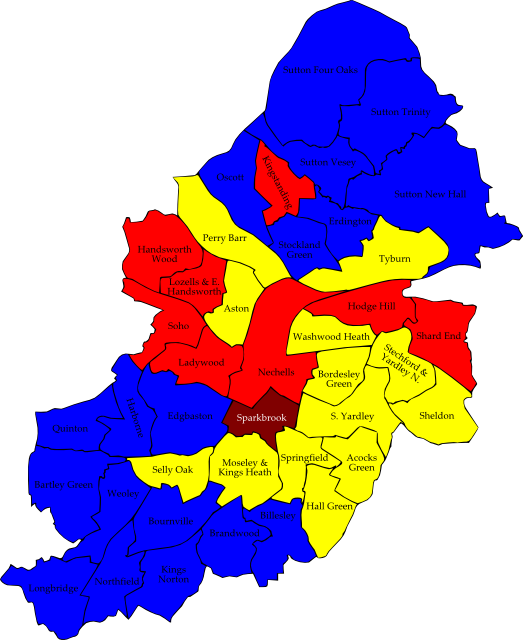 Sutton Four Oaks
Sutton Trinity
Sutton Vesey
Kingstanding
Oscott
Sutton New Hall
Erdington
Perry Barr
Stockland
Green
Handsworth
Wood
Tyburn
Lozells & E.
Handsworth
Aston
Hodge Hill
Soho
Washwood Heath
Shard End
Stechford &
Yardley N.
Ladywood
Nechells
Bordesley
Green
Harborne
Edgbaston
Sparkbrook
S. Yardley
Sheldon
Quinton
Springfield
Acocks
Green
Selly Oak
Moseley &
Kings Heath
Bartley Green
Weoley
Hall Green
Billesley
Bournville
Brandwood
Kings
Norton
Northfield
Longbridge